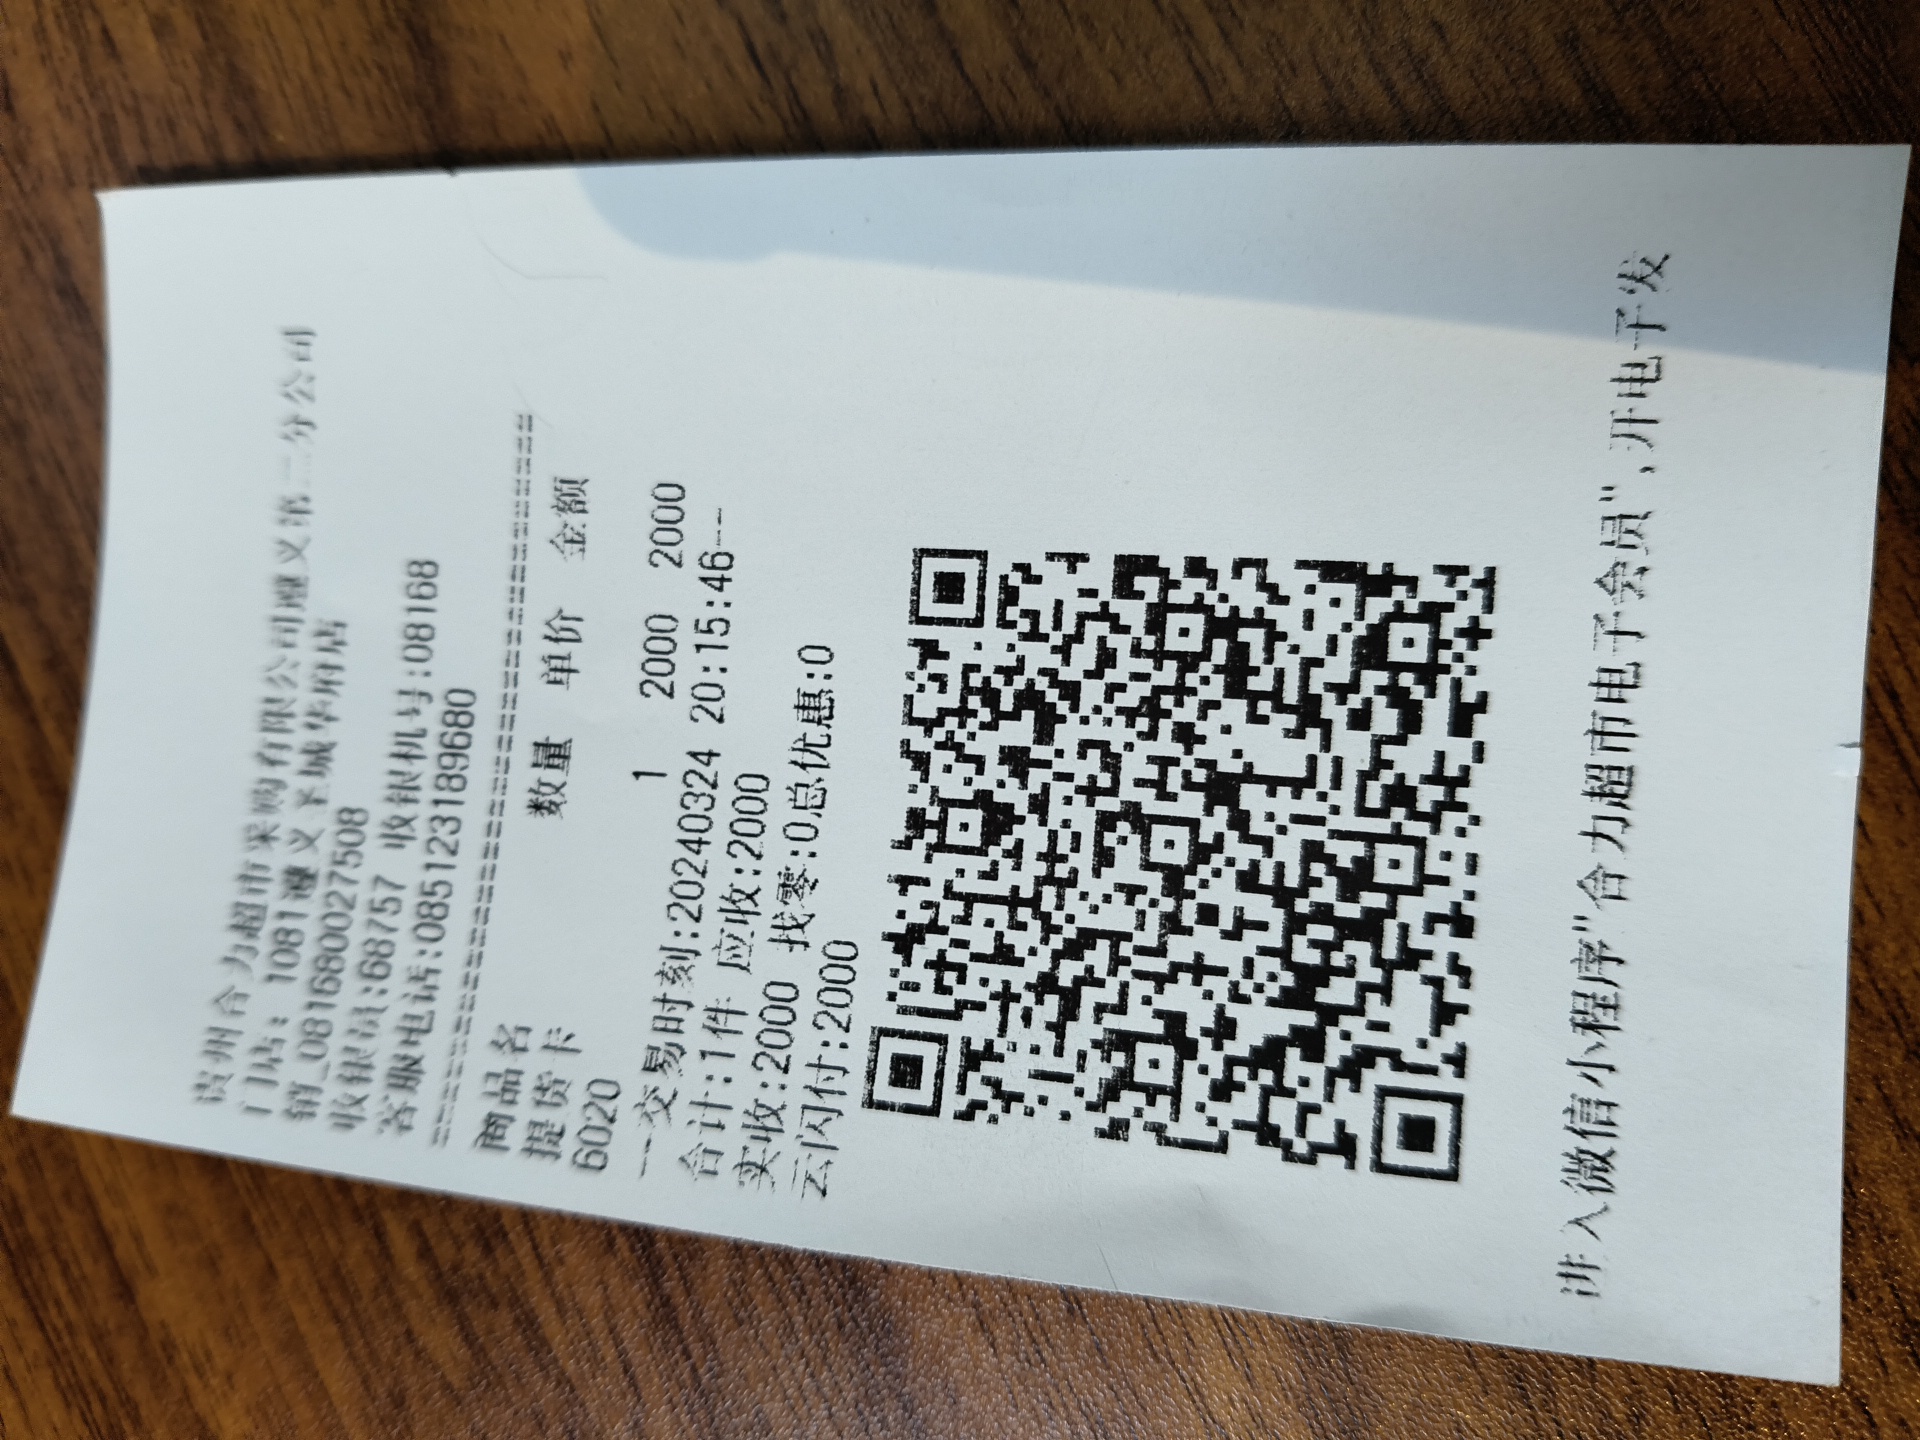 贵州合力超市采购有限公司遵义第二分公司
门店: 1081遵义圣城华府店
销_0816800027508
收银员:687757 收银机号:08168
客服电话:085123189680
商品名 数量 单价 金额
提货卡
6020 1 2000 2000
--交易时刻:20240324 20:15:46--
合计:1件 应收:2000
实收:2000 找零:0总优惠:0
云闪付:2000
进入微信小程序"合力超市电子会员",开电子发